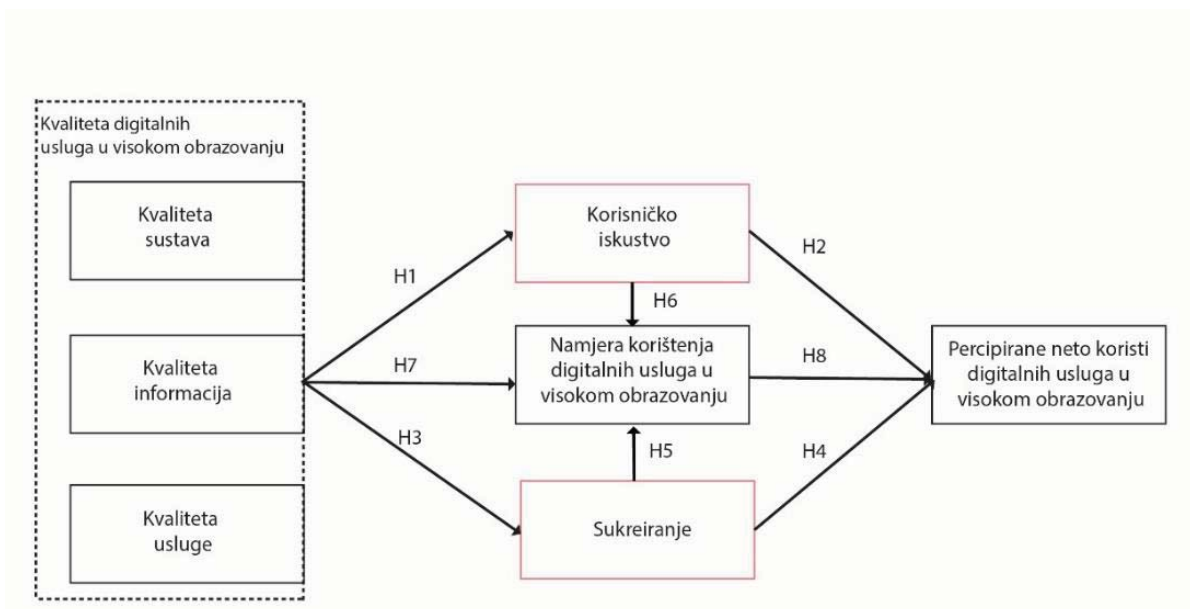 Kvaliteta digitalnih
usluga u visokom obrazovanju
Kvaliteta
sustava
Kvaliteta
informacija
Kvaliteta
usluge
H1
H7
H3
Korisničko
iskustvo
H6
Namjera korištenja
digitalnih usluga u
visokom obrazovanju
H5
Sukreiranje
H2
H8
H4
Percipirane neto koristi
digitalnih usluga u
visokom obrazovanju